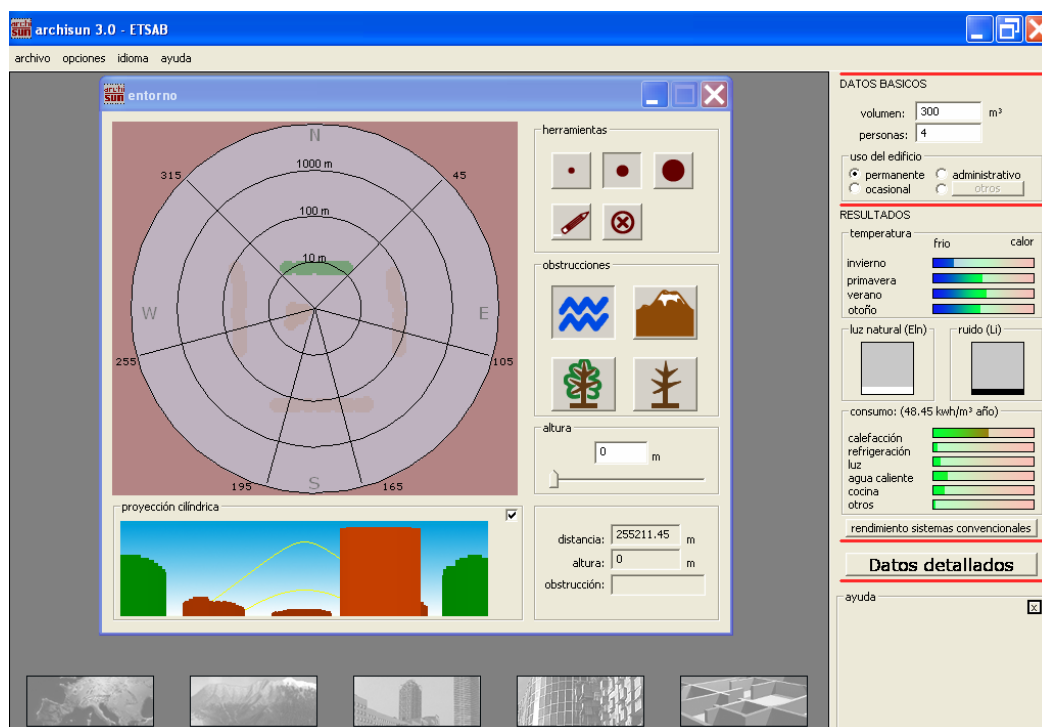 archi
sun
archisun 3.0 - ETSAB
archivo opciones idioma ayuda
archi
sun
entorno
N
1000 m
315
45
100 m
10 m
W
E
255
105
195
S
165
herramientas
obstrucciones
altura
0
m
proyección cilíndrica
distancia: 255211.45 m
altura: 0 m
obstrucción:
DATOS BASICOS
volumen: 300 m³
personas: 4
uso del edificio
permanente administrativo
ocasional otros
RESULTADOS
temperatura
frio calor
invierno
primavera
verano
otoño
luz natural (Eln) ruido (Li)
consumo: (48.45 kwh/m³ año)
calefacción
refrigeración
luz
agua caliente
cocina
otros
rendimiento sistemas convencionales
Datos detallados
ayuda
x